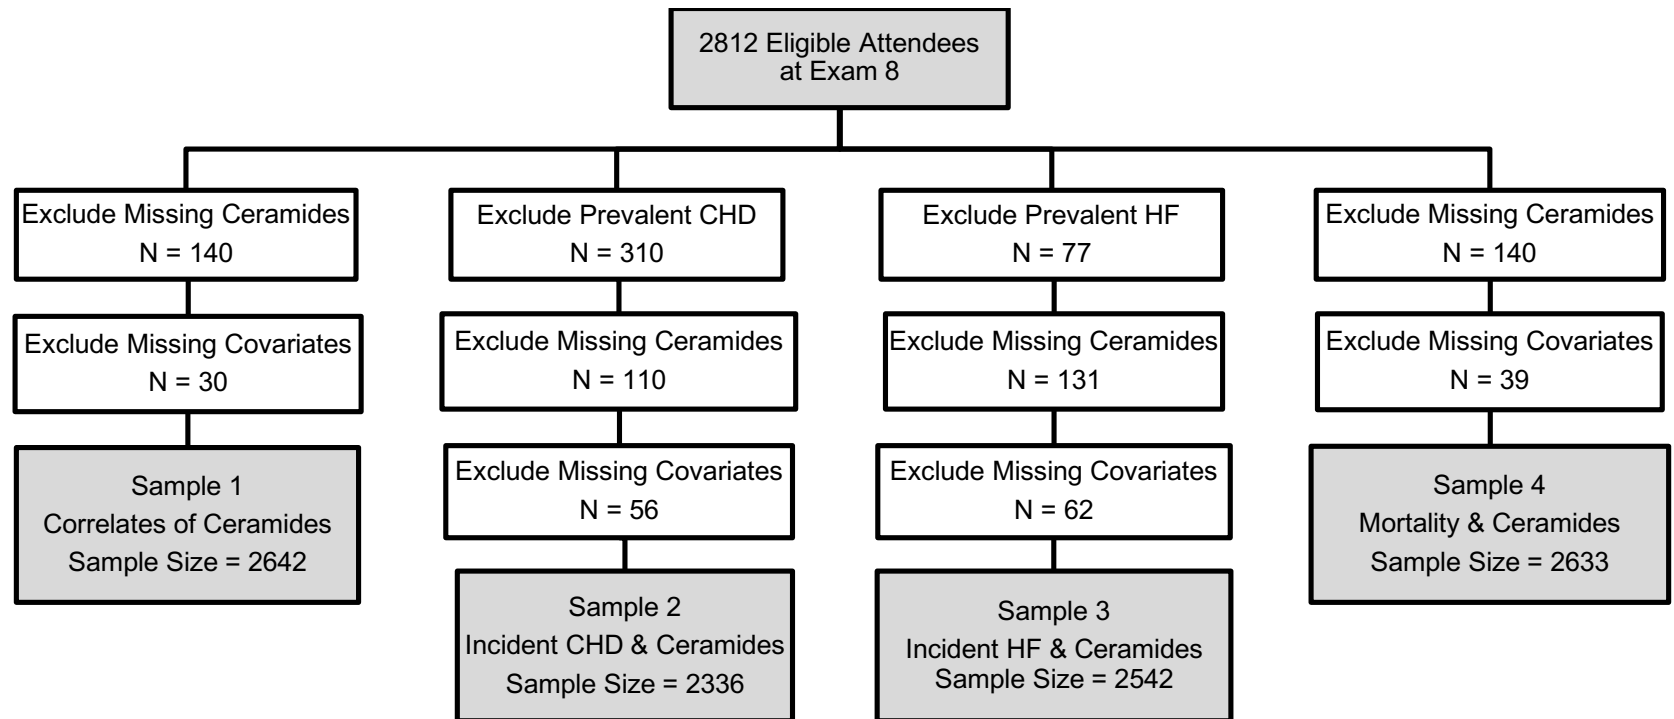 2812 Eligible Attendees
at Exam 8
Exclude Missing Ceramides
N = 140
Exclude Missing Covariates
N = 30
Sample 1
Correlates of Ceramides
Sample Size = 2642
Exclude Prevalent CHD
N = 310
Exclude Missing Ceramides
N = 110
Exclude Missing Covariates
N = 56
Sample 2
Incident CHD & Ceramides
Sample Size = 2336
Exclude Prevalent HF
N = 77
Exclude Missing Ceramides
N = 131
Exclude Missing Covariates
N = 62
Sample 3
Incident HF & Ceramides
Sample Size = 2542
Exclude Missing Ceramides
N = 140
Exclude Missing Covariates
N = 39
Sample 4
Mortality & Ceramides
Sample Size = 2633